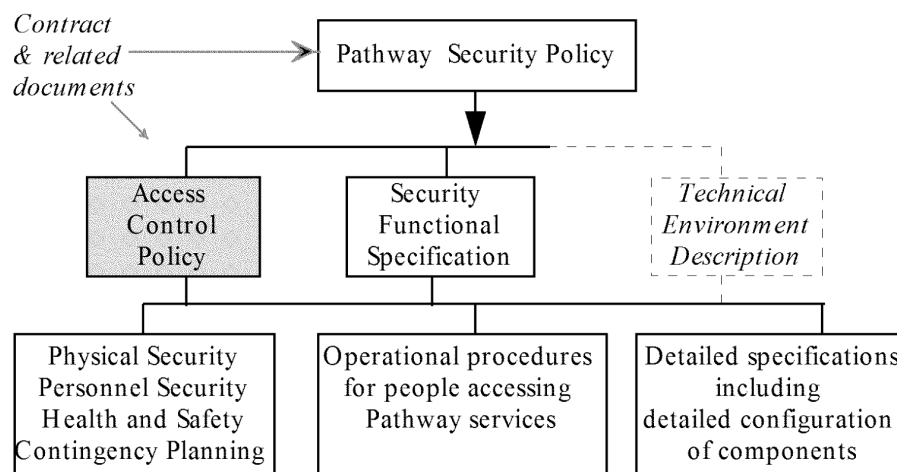 Contract
& related
documents
Pathway Security Policy
Access
Control
Policy
Security
Functional
Specification
Technical
Environment
Description
Physical Security
Personnel Security
Health and Safety
Contingency Planning
Operational procedures
for people accessing
Pathway services
Detailed specifications
including
detailed configuration
of components